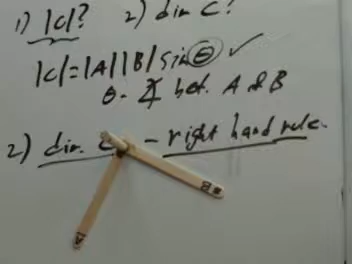 1) |C|? 2) dir C?
|C| = |A||B| sin θ ✓
θ - ∡ bet. A & B
2) dir. C - right hand rule.
A
B